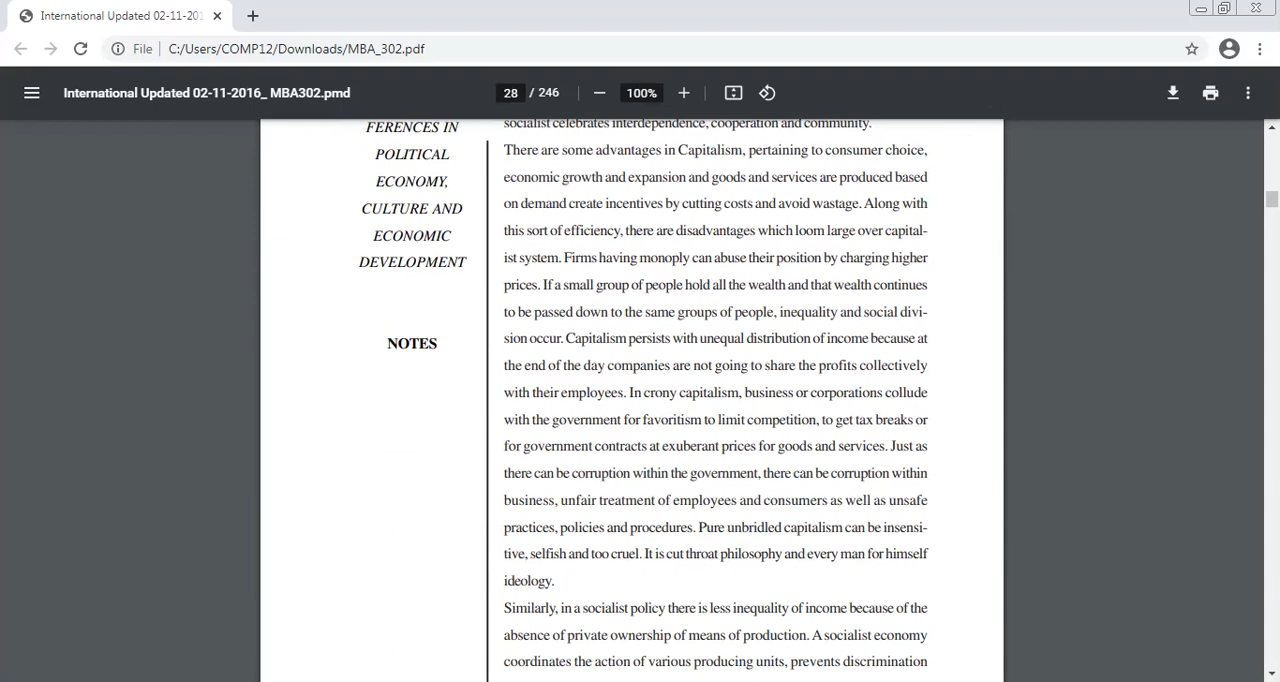 International Updated 02-11-201
File
C:/Users/COMP12/Downloads/MBA_302.pdf
International Updated 02-11-2016_ MBA302.pmd
28 / 246
100%
FERENCES IN
POLITICAL
ECONOMY,
CULTURE AND
ECONOMIC
DEVELOPMENT
NOTES
socialist celebrates interdependence, cooperation and community.
There are some advantages in Capitalism, pertaining to consumer choice,
economic growth and expansion and goods and services are produced based
on demand create incentives by cutting costs and avoid wastage. Along with
this sort of efficiency, there are disadvantages which loom large over capital-
ist system. Firms having monoply can abuse their position by charging higher
prices. If a small group of people hold all the wealth and that wealth continues
to be passed down to the same groups of people, inequality and social divi-
sion occur. Capitalism persists with unequal distribution of income because at
the end of the day companies are not going to share the profits collectively
with their employees. In crony capitalism, business or corporations collude
with the government for favoritism to limit competition, to get tax breaks or
for government contracts at exuberant prices for goods and services. Just as
there can be corruption within the government, there can be corruption within
business, unfair treatment of employees and consumers as well as unsafe
practices, policies and procedures. Pure unbridled capitalism can be insensi-
tive, selfish and too cruel. It is cut throat philosophy and every man for himself
ideology.
Similarly, in a socialist policy there is less inequality of income because of the
absence of private ownership of means of production. A socialist economy
coordinates the action of various producing units, prevents discrimination